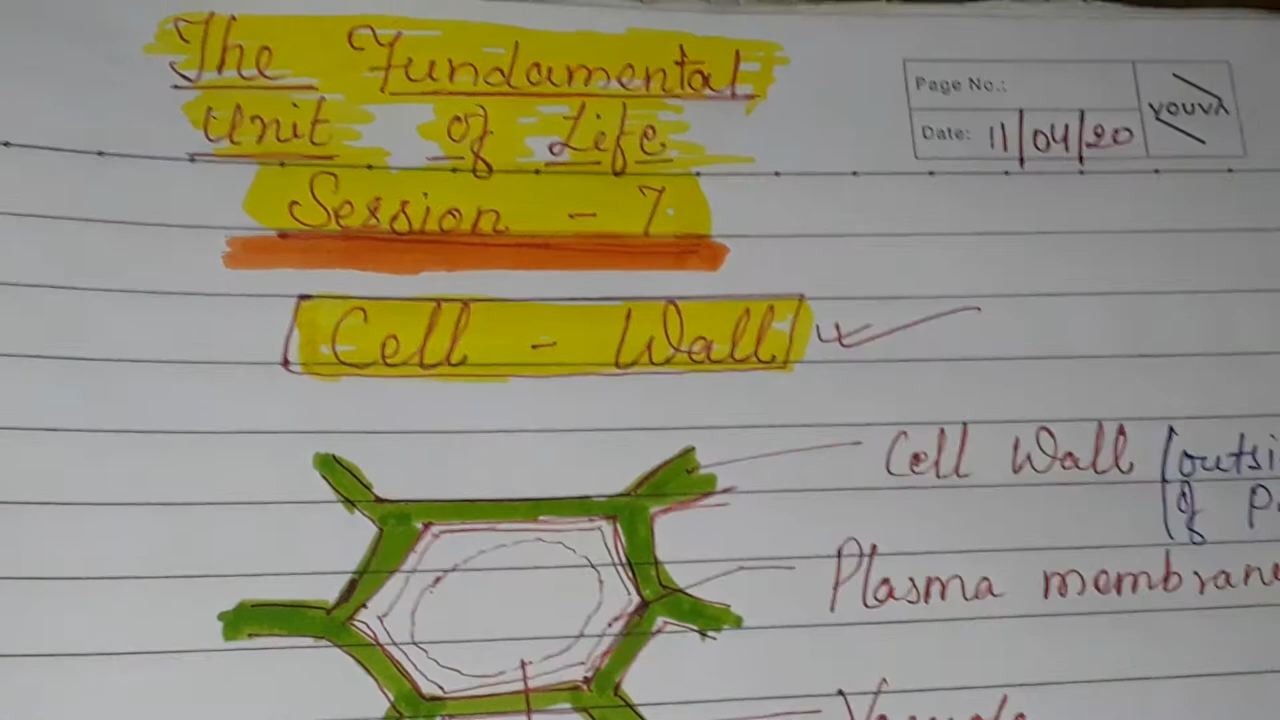 The Fundamental
Unit of Life
Page No.:
Date: 11/04/20
YOUVA
Session - 7
Cell - Wall
Cell Wall (outsi
of P.
Plasma membrane